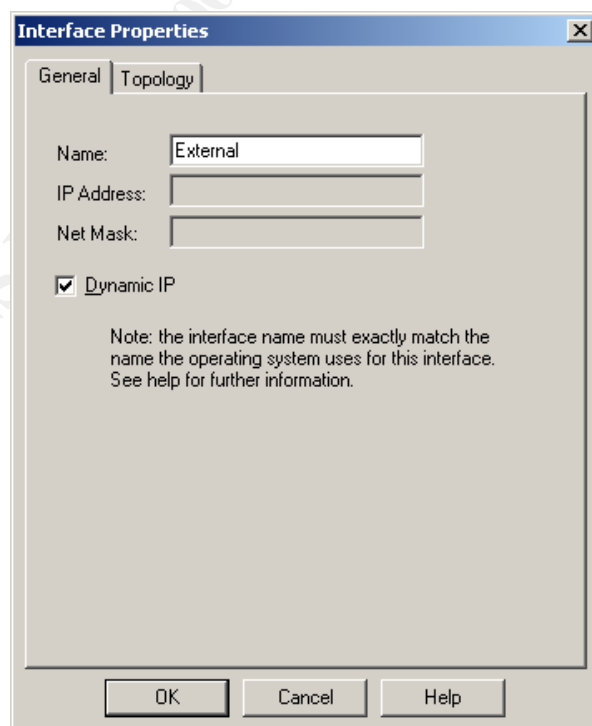 Interface Properties
General
Topology
Name:
External
IP Address:
Net Mask:
Dynamic IP
Note: the interface name must exactly match the
name the operating system uses for this interface.
See help for further information.
OK
Cancel
Help